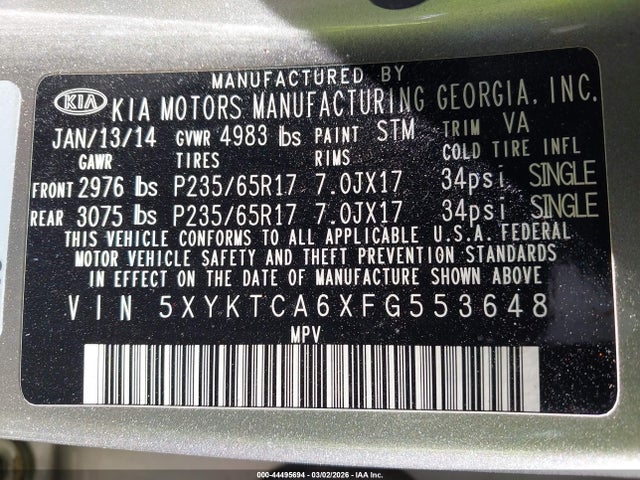 MANUFACTURED BY
KIA KIA MOTORS MANUFACTURING GEORGIA, INC.
JAN/13/14 GVWR 4983 lbs PAINT STM TRIM VA
GAWR TIRES RIMS COLD TIRE INFL
FRONT 2976 lbs P235/65R17 7.0JX17 34psi SINGLE
REAR 3075 lbs P235/65R17 7.0JX17 34psi SINGLE
THIS VEHICLE CONFORMS TO ALL APPLICABLE U.S.A. FEDERAL
MOTOR VEHICLE SAFETY AND THEFT PREVENTION STANDARDS
IN EFFECT ON THE DATE OF MANUFACTURE SHOWN ABOVE.
VIN 5XYKTCA6XFG553648
MPV
000-44495694 - 03/02/2026 - IAA Inc.